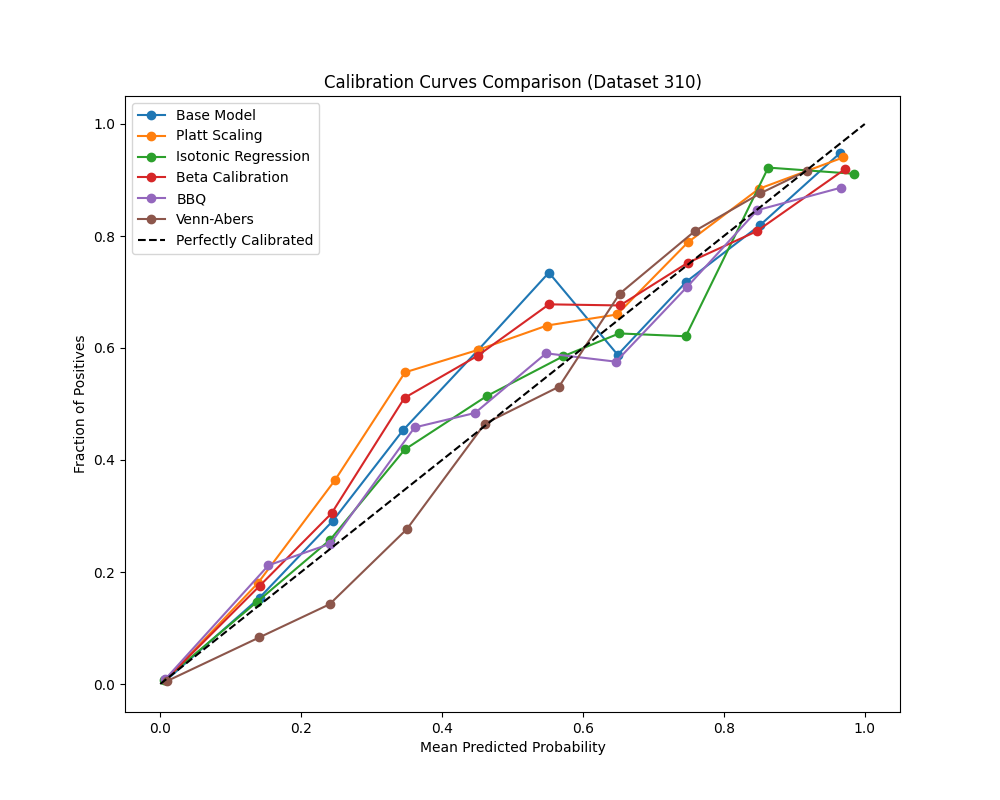 Calibration Curves Comparison (Dataset 310)
Base Model
Platt Scaling
Isotonic Regression
Beta Calibration
BBQ
Venn-Abers
Perfectly Calibrated
1.0
0.8
0.6
0.4
0.2
0.0
Fraction of Positives
0.0 0.2 0.4 0.6 0.8 1.0
Mean Predicted Probability